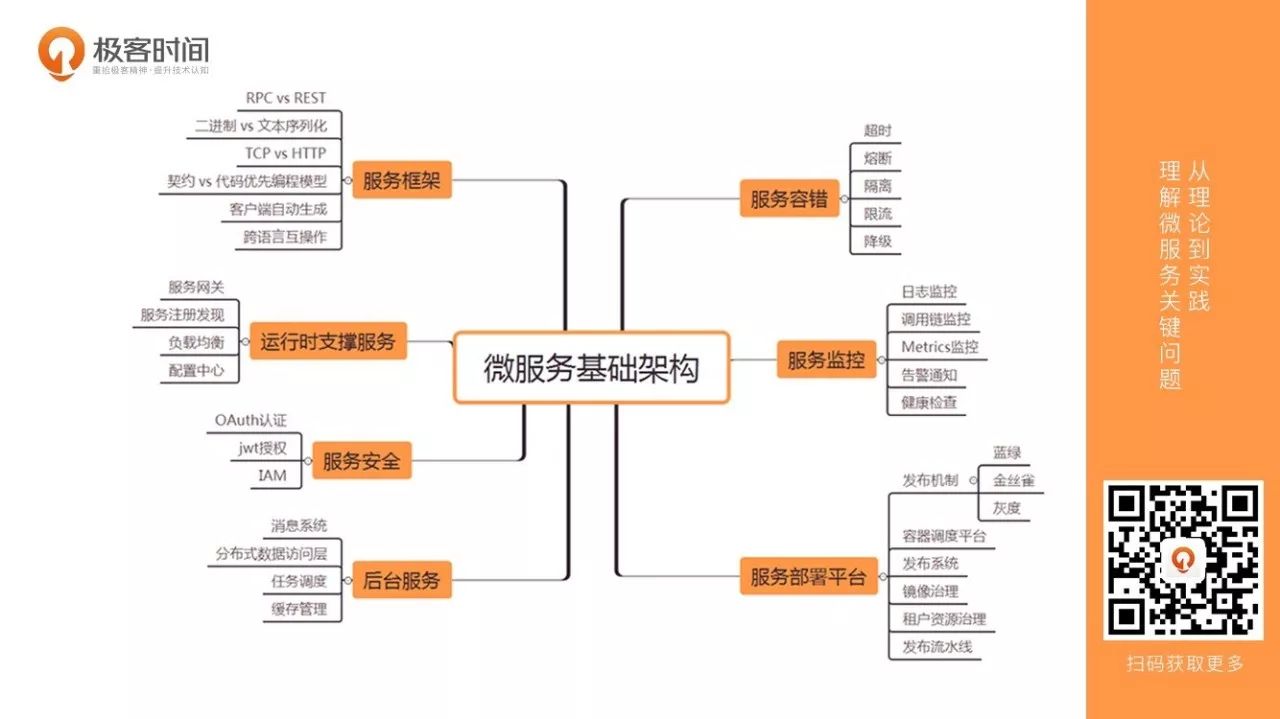 极客时间
重拾极客精神·提升技术认知
微服务基础架构
服务框架
RPC vs REST
二进制 vs 文本序列化
TCP vs HTTP
契约 vs 代码优先编程模型
客户端自动生成
跨语言互操作
运行时支撑服务
服务网关
服务注册发现
负载均衡
配置中心
服务安全
OAuth认证
jwt授权
IAM
后台服务
消息系统
分布式数据访问层
任务调度
缓存管理
服务容错
超时
熔断
隔离
限流
降级
服务监控
日志监控
调用链监控
Metrics监控
告警通知
健康检查
服务部署平台
发布机制
蓝绿
金丝雀
灰度
容器调度平台
发布系统
镜像治理
租户资源治理
发布流水线
从理论到实践
理解微服务关键问题
扫码获取更多